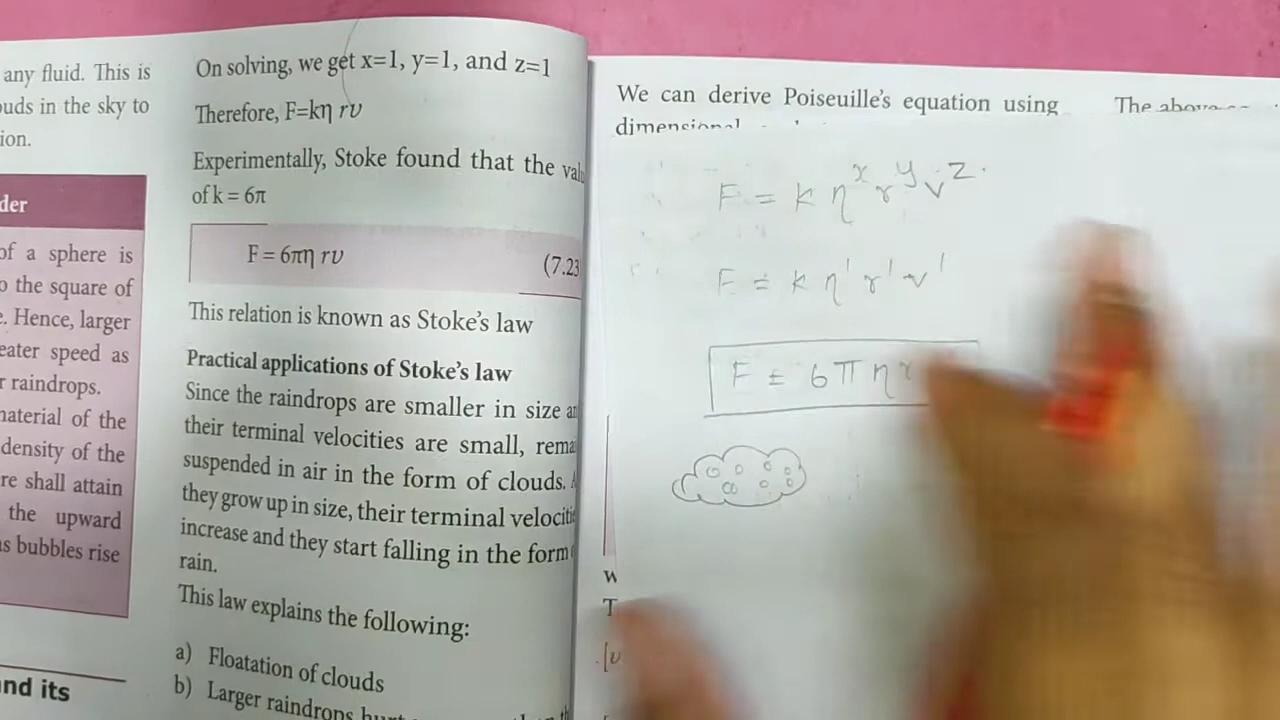 any fluid. This is
ouds in the sky to
ion.
der
of a sphere is
o the square of
e. Hence, larger
eater speed as
r raindrops.
naterial of the
density of the
re shall attain
the upward
as bubbles rise
and its
On solving, we get x=1, y=1, and z=1
Therefore, F=kη rv
Experimentally, Stoke found that the val
of k = 6π
F = 6πη rv (7.23
This relation is known as Stoke's law
Practical applications of Stoke's law
Since the raindrops are smaller in size an
their terminal velocities are small, rema
suspended in air in the form of clouds. A
they grow up in size, their terminal velociti
increase and they start falling in the form
rain.
This law explains the following:
a) Floatation of clouds
b) Larger raindrops hurt
We can derive Poiseuille's equation using
dimensional
The above
F = k η^x r^y v^z.
F = k η^1 r^1 v^1
F = 6 π η r
w
T
[υ